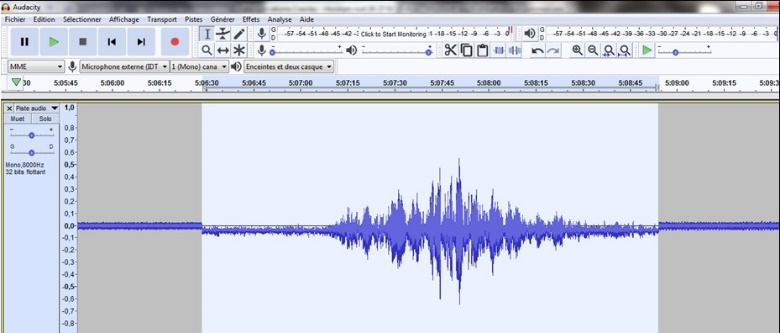 Audacity
Fichier Edition Sélectionner Affichage Transport Pistes Générer Effets Analyse Aide
G -57 -54 -51 -48 -45 -42 -3 Click to Start Monitoring -18 -15 -12 -9 -6 -3 0
D
G -57 -54 -51 -48 -45 -42 -39 -36 -33 -30 -27 -24 -21 -18 -15 -12 -9 -6 -3 0
D
MME Microphone externe (IDT 1 (Mono) cana Enceintes et deux casque
30 5:05:45 5:06:00 5:06:15 5:06:30 5:06:45 5:07:00 5:07:15 5:07:30 5:07:45 5:08:00 5:08:15 5:08:30 5:08:45 5:09:00 5:09:15 5:09:30
X Piste audio
Muet Solo
- +
G D
Mono,8000Hz
32 bits flottant
1,0
0,8
0,7
0,6
0,5
0,4
0,3
0,2
0,1
0,0
-0,1
-0,2
-0,3
-0,4
-0,5
-0,6
-0,7
-0,8